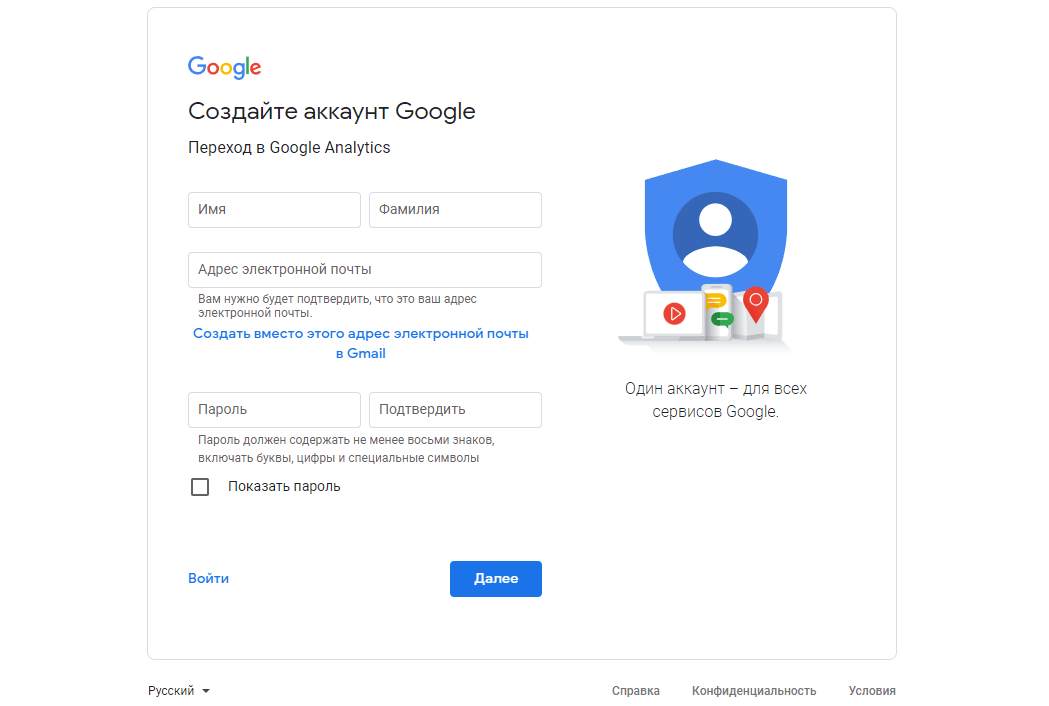 Google
Создайте аккаунт Google
Переход в Google Analytics
Имя
Фамилия
Адрес электронной почты
Вам нужно будет подтвердить, что это ваш адрес
электронной почты.
Создать вместо этого адрес электронной почты
в Gmail
Пароль
Подтвердить
Пароль должен содержать не менее восьми знаков,
включать буквы, цифры и специальные символы
Показать пароль
Войти
Далее
Один аккаунт – для всех
сервисов Google.
Русский
Справка
Конфиденциальность
Условия